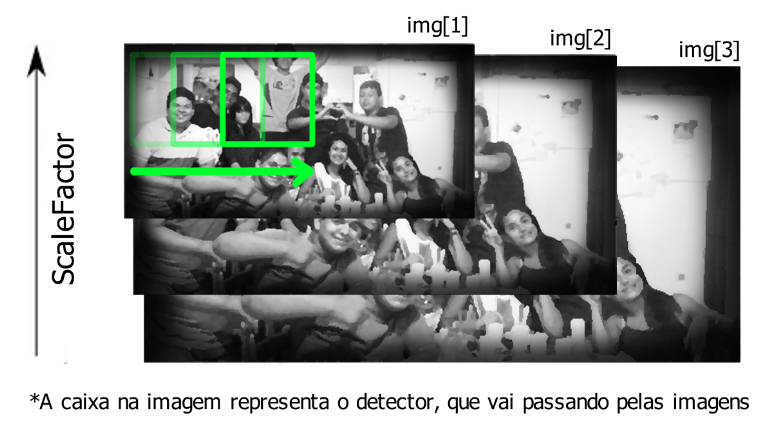 img[1]
img[2]
img[3]
ScaleFactor
*A caixa na imagem representa o detector, que vai passando pelas imagens